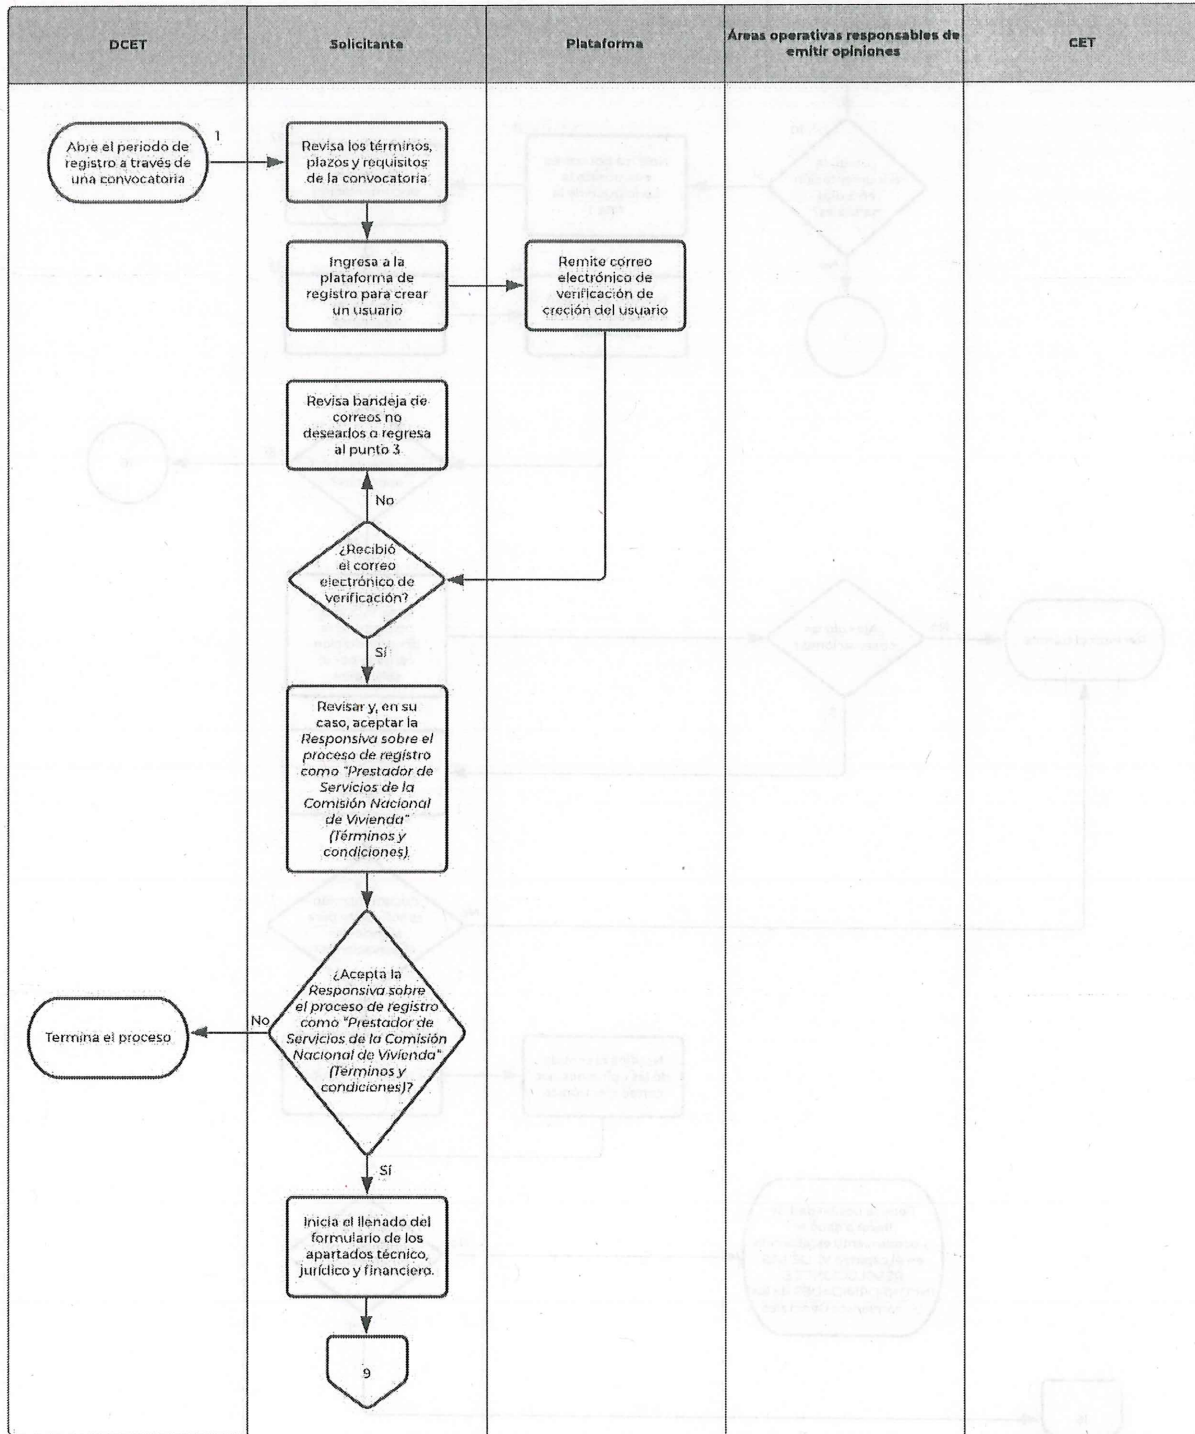 DCET
Solicitante
Plataforma
Áreas operativas responsables de
emitir opiniones
CET
Abre el periodo de
registro a través de
una convocatoria
1
Revisa los términos,
plazos y requisitos
de la convocatoria
Ingresa a la
plataforma de
registro para crear
un usuario
Remite correo
electrónico de
verificación de
creción del usuario
Revisa bandeja de
correos no
deseados o regresa
al punto 3
No
¿Recibió
el correo
electrónico de
verificación?
Sí
Revisar y, en su
caso, aceptar la
Responsiva sobre el
proceso de registro
como "Prestador de
Servicios de la
Comisión Nacional
de Vivienda"
(Términos y
condiciones)
¿Acepta la
Responsiva sobre
el proceso de registro
como "Prestador de
Servicios de la Comisión
Nacional de Vivienda"
(Términos y
condiciones)?
No
Termina el proceso
Sí
Inicia el llenado del
formulario de los
apartados técnico,
jurídico y financiero.
9